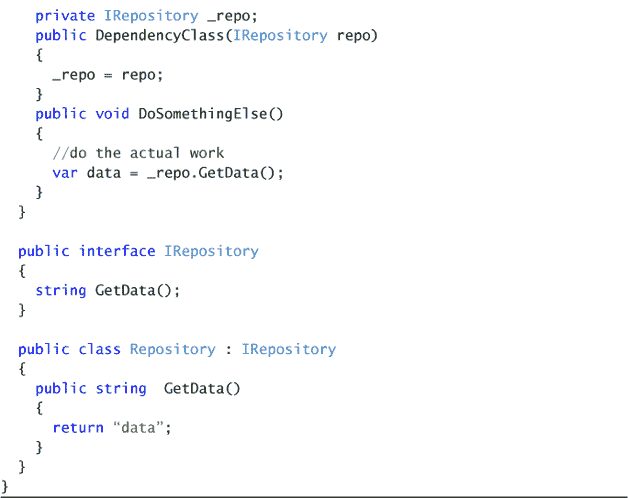 private IRepository _repo;
public DependencyClass(IRepository repo)
{
_repo = repo;
}
public void DoSomethingElse()
{
//do the actual work
var data = _repo.GetData();
}
}
public interface IRepository
{
string GetData();
}
public class Repository : IRepository
{
public string  GetData()
{
return “data”;
}
}
}